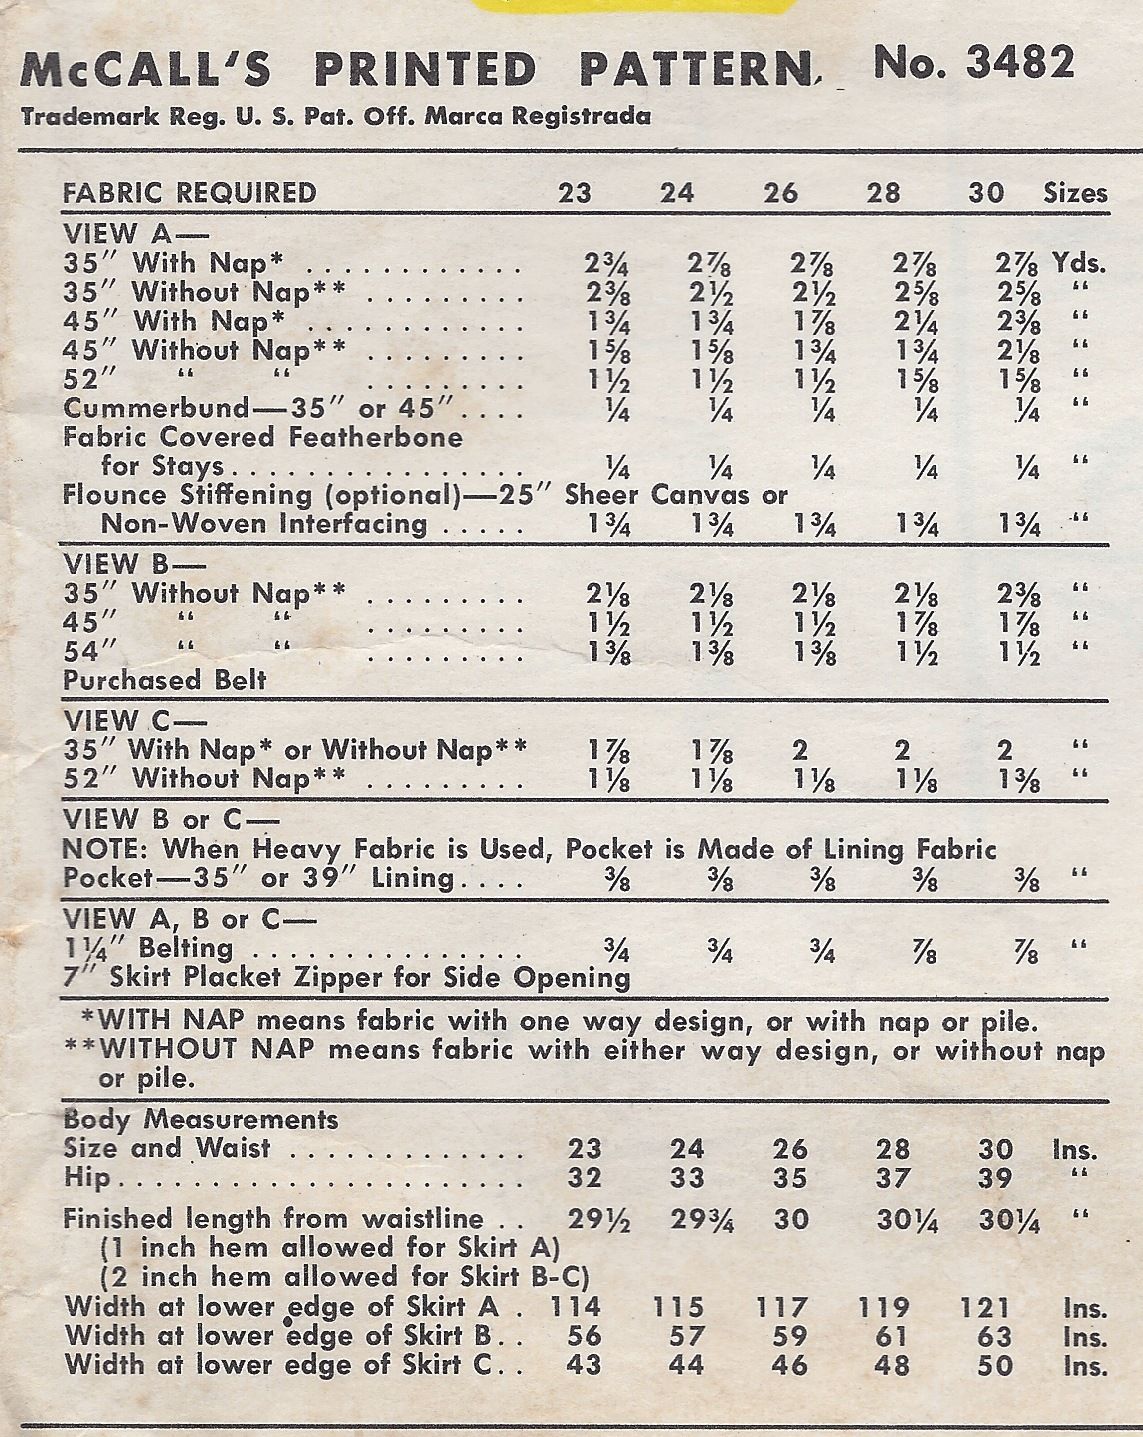 McCALL'S PRINTED PATTERN, No. 3482
Trademark Reg. U. S. Pat. Off. Marca Registrada
FABRIC REQUIRED 23 24 26 28 30 Sizes
VIEW A—
35″ With Nap* . . . . . . . . . . . . 2¾ 2⅞ 2⅞ 2⅞ 2⅞ Yds.
35″ Without Nap** . . . . . . . . . 2⅜ 2½ 2½ 2⅝ 2⅝ "
45″ With Nap* . . . . . . . . . . . . 1¾ 1¾ 1⅞ 2¼ 2⅜ "
45″ Without Nap** . . . . . . . . . 1⅝ 1⅝ 1¾ 1¾ 2⅛ "
52″ " " . . . . . . . . . 1½ 1½ 1½ 1⅝ 1⅝ "
Cummerbund—35″ or 45″. . . . ¼ ¼ ¼ ¼ ¼ "
Fabric Covered Featherbone
for Stays. . . . . . . . . . . . . . . . ¼ ¼ ¼ ¼ ¼ "
Flounce Stiffening (optional)—25″ Sheer Canvas or
Non-Woven Interfacing . . . . . 1¾ 1¾ 1¾ 1¾ 1¾ "
VIEW B—
35″ Without Nap** . . . . . . . . . 2⅛ 2⅛ 2⅛ 2⅛ 2⅜ "
45″ " " . . . . . . . . . 1½ 1½ 1½ 1⅞ 1⅞ "
54″ " " . . . . . . . . . 1⅜ 1⅜ 1⅜ 1½ 1½ "
Purchased Belt
VIEW C—
35″ With Nap* or Without Nap** 1⅞ 1⅞ 2 2 2 "
52″ Without Nap** . . . . . . . . . 1⅛ 1⅛ 1⅛ 1⅛ 1⅜ "
VIEW B or C—
NOTE: When Heavy Fabric is Used, Pocket is Made of Lining Fabric
Pocket—35″ or 39″ Lining. . . . ⅜ ⅜ ⅜ ⅜ ⅜ "
VIEW A, B or C—
1¼″ Belting . . . . . . . . . . . . . . . ¾ ¾ ¾ ⅞ ⅞ "
7″ Skirt Placket Zipper for Side Opening
*WITH NAP means fabric with one way design, or with nap or pile.
**WITHOUT NAP means fabric with either way design, or without nap
or pile.
Body Measurements
Size and Waist . . . . . . . . . . . . . 23 24 26 28 30 Ins.
Hip. . . . . . . . . . . . . . . . . . . . . . . 32 33 35 37 39 "
Finished length from waistline . . 29½ 29¾ 30 30¼ 30¼ "
(1 inch hem allowed for Skirt A)
(2 inch hem allowed for Skirt B-C)
Width at lower edge of Skirt A . 114 115 117 119 121 Ins.
Width at lower edge of Skirt B. . 56 57 59 61 63 Ins.
Width at lower edge of Skirt C. . 43 44 46 48 50 Ins.